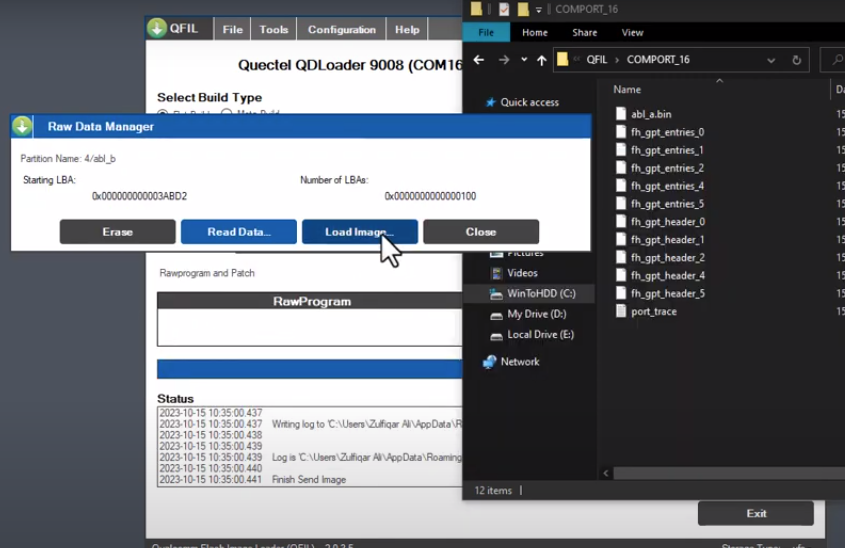 QFIL
File
Tools
Configuration
Help
Quectel QDLoader 9008 (COM16
Select Build Type
Raw Data Manager
Partition Name: 4/abl_b
Starting LBA:
Number of LBAs:
0x000000000003ABD2
0x0000000000000100
Erase
Read Data...
Load Image...
Close
Rawprogram and Patch
RawProgram
Status
2023-10-15 10:35:00.437
2023-10-15 10:35:00.437 Writing log to 'C:\Users\Zulfiqar Ali\AppData\R
2023-10-15 10:35:00.438
2023-10-15 10:35:00.439
2023-10-15 10:35:00.439 Log is 'C:\Users\Zulfiqar Ali\AppData\Roaming
2023-10-15 10:35:00.440
2023-10-15 10:35:00.441 Finish Send Image
COMPORT_16
File
Home
Share
View
QFIL > COMPORT_16
Name
Quick access
Pictures
Videos
WinToHDD (C:)
My Drive (D:)
Local Drive (E:)
Network
abl_a.bin
fh_gpt_entries_0
fh_gpt_entries_1
fh_gpt_entries_2
fh_gpt_entries_4
fh_gpt_entries_5
fh_gpt_header_0
fh_gpt_header_1
fh_gpt_header_2
fh_gpt_header_4
fh_gpt_header_5
port_trace
12 items
Exit